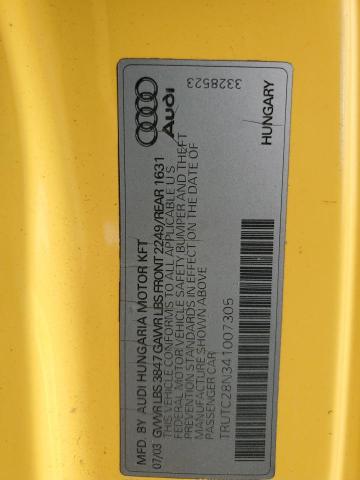 Audi
3328523
HUNGARY
MFD. BY AUDI HUNGARIA MOTOR KFT
07/03 GVWR LBS 3847 GAWR LBS FRONT 2249/REAR 1631
THIS VEHICLE CONFORMS TO ALL APPLICABLE U.S.
FEDERAL MOTOR VEHICLE SAFETY BUMPER AND THEFT
PREVENTION STANDARDS IN EFFECT ON THE DATE OF
MANUFACTURE SHOWN ABOVE
PASSENGER CAR
TRUTC28N341007305